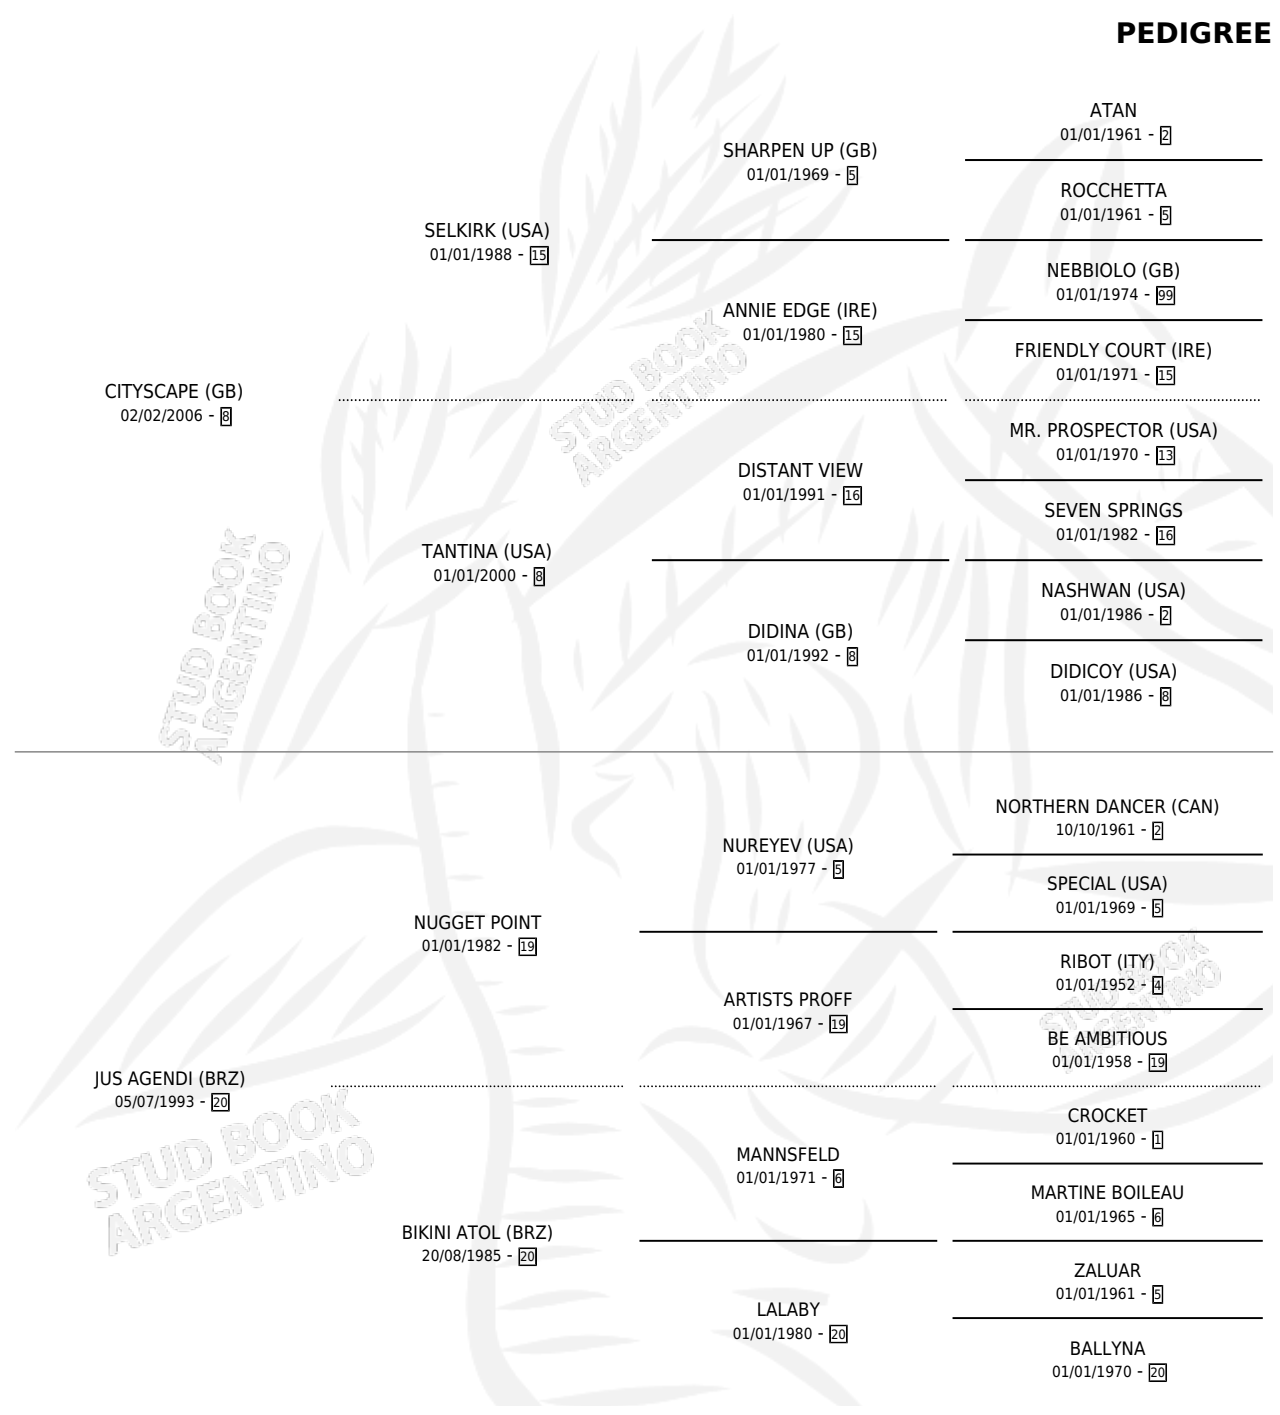 PEDIGREE
ATAN
01/01/1961 - 2
SHARPEN UP (GB)
01/01/1969 - 5
ROCCHETTA
01/01/1961 - 5
SELKIRK (USA)
01/01/1988 - 15
NEBBIOLO (GB)
01/01/1974 - 99
ANNIE EDGE (IRE)
01/01/1980 - 15
FRIENDLY COURT (IRE)
01/01/1971 - 15
CITYSCAPE (GB)
02/02/2006 - 8
STUD BOOK
ARGENTINO
MR. PROSPECTOR (USA)
01/01/1970 - 13
DISTANT VIEW
01/01/1991 - 16
SEVEN SPRINGS
01/01/1982 - 16
TANTINA (USA)
01/01/2000 - 8
NASHWAN (USA)
01/01/1986 - 2
DIDINA (GB)
01/01/1992 - 8
DIDICOY (USA)
01/01/1986 - 8
STUD BOOK
ARGENTINO
NORTHERN DANCER (CAN)
10/10/1961 - 2
NUREYEV (USA)
01/01/1977 - 5
SPECIAL (USA)
01/01/1969 - 5
NUGGET POINT
01/01/1982 - 19
RIBOT (ITY)
01/01/1952 - 4
ARTISTS PROFF
01/01/1967 - 19
BE AMBITIOUS
01/01/1958 - 19
STUD BOOK
ARGENTINO
JUS AGENDI (BRZ)
05/07/1993 - 20
CROCKET
01/01/1960 - 1
MANNSFELD
01/01/1971 - 6
MARTINE BOILEAU
01/01/1965 - 6
STUD BOOK
ARGENTINO
BIKINI ATOL (BRZ)
20/08/1985 - 20
ZALUAR
01/01/1961 - 5
LALABY
01/01/1980 - 20
BALLYNA
01/01/1970 - 20